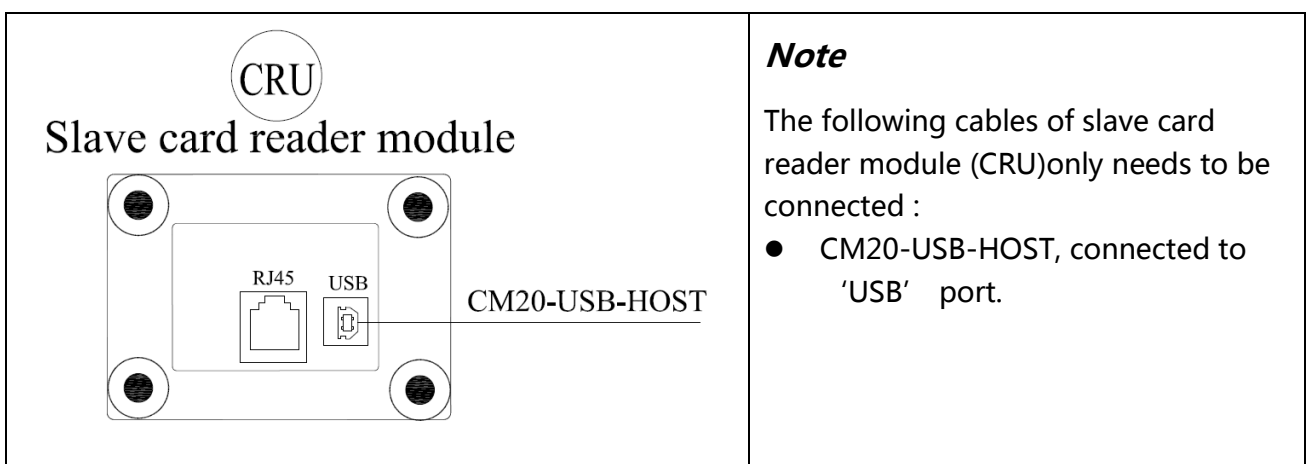 CRU
Slave card reader module
RJ45
USB
CM20-USB-HOST
Note
The following cables of slave card
reader module (CRU)only needs to be
connected :
● CM20-USB-HOST, connected to
‘USB’ port.